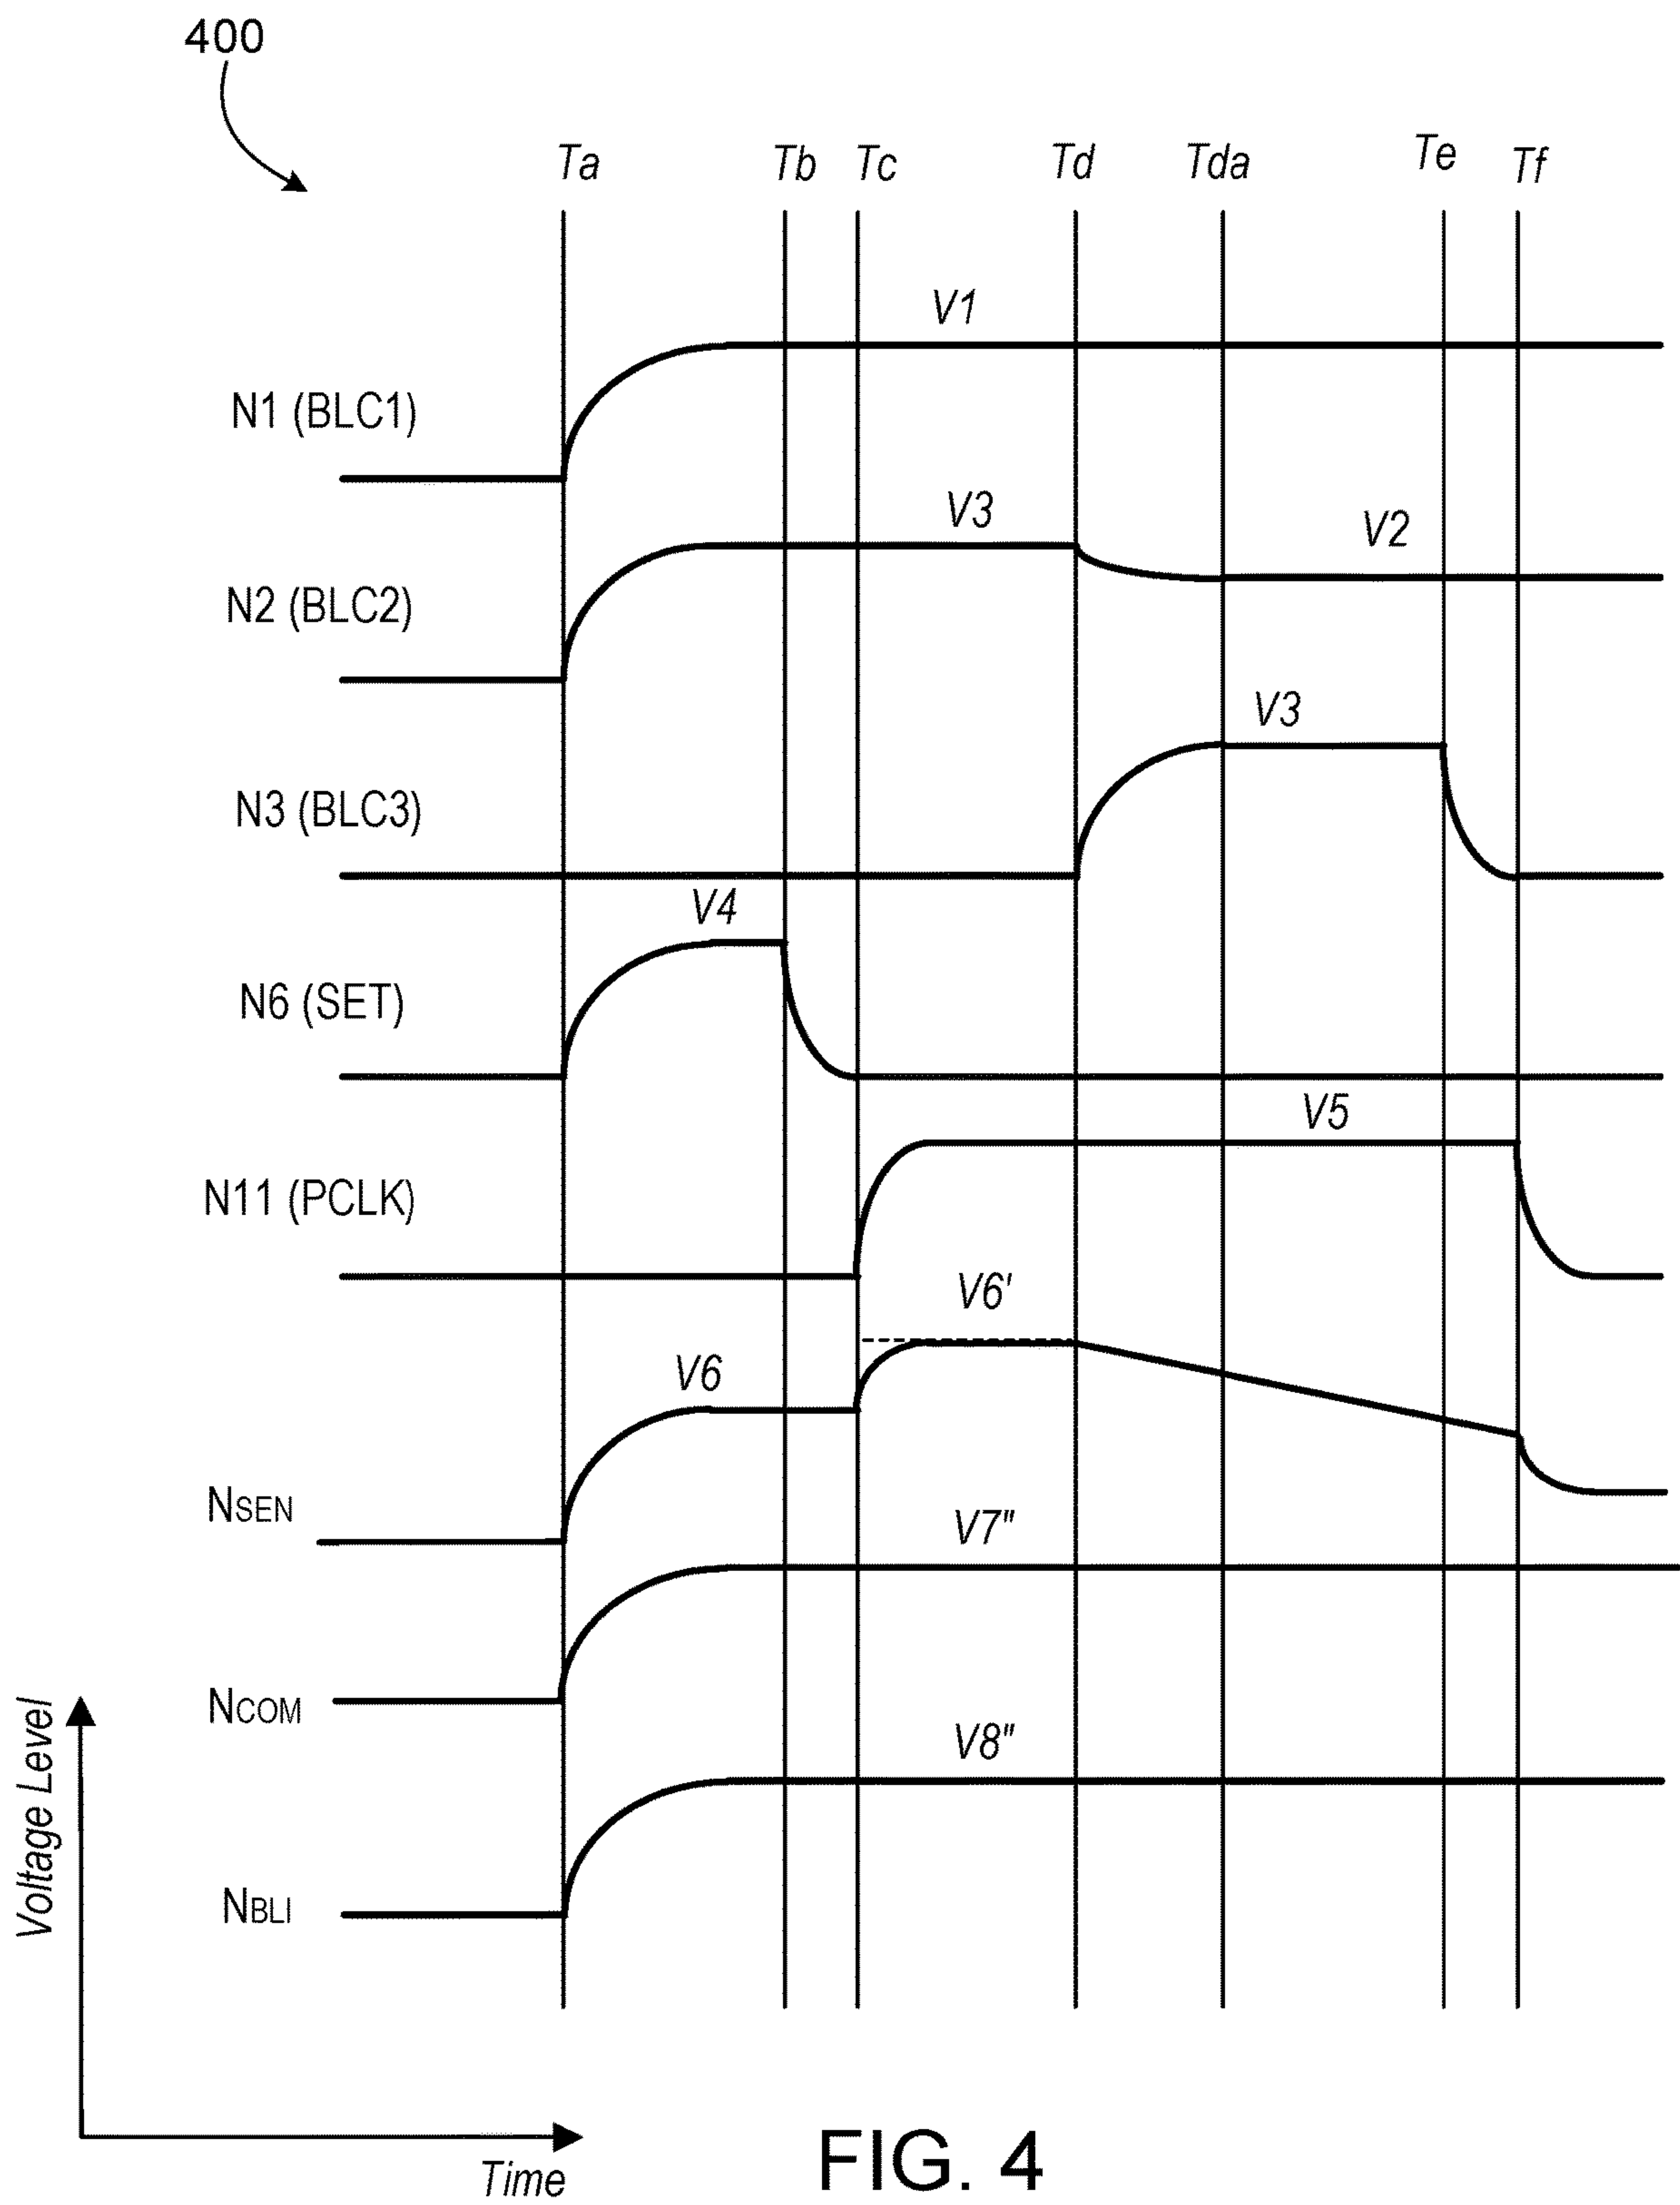 400
Ta Tb Tc Td Tda Te Tf
V1
N1 (BLC1)
V3 V2
N2 (BLC2)
V3
N3 (BLC3)
V4
N6 (SET)
V5
N11 (PCLK)
V6'
V6
NSEN
V7"
NCOM
V8"
NBLI
Voltage Level
Time
FIG. 4